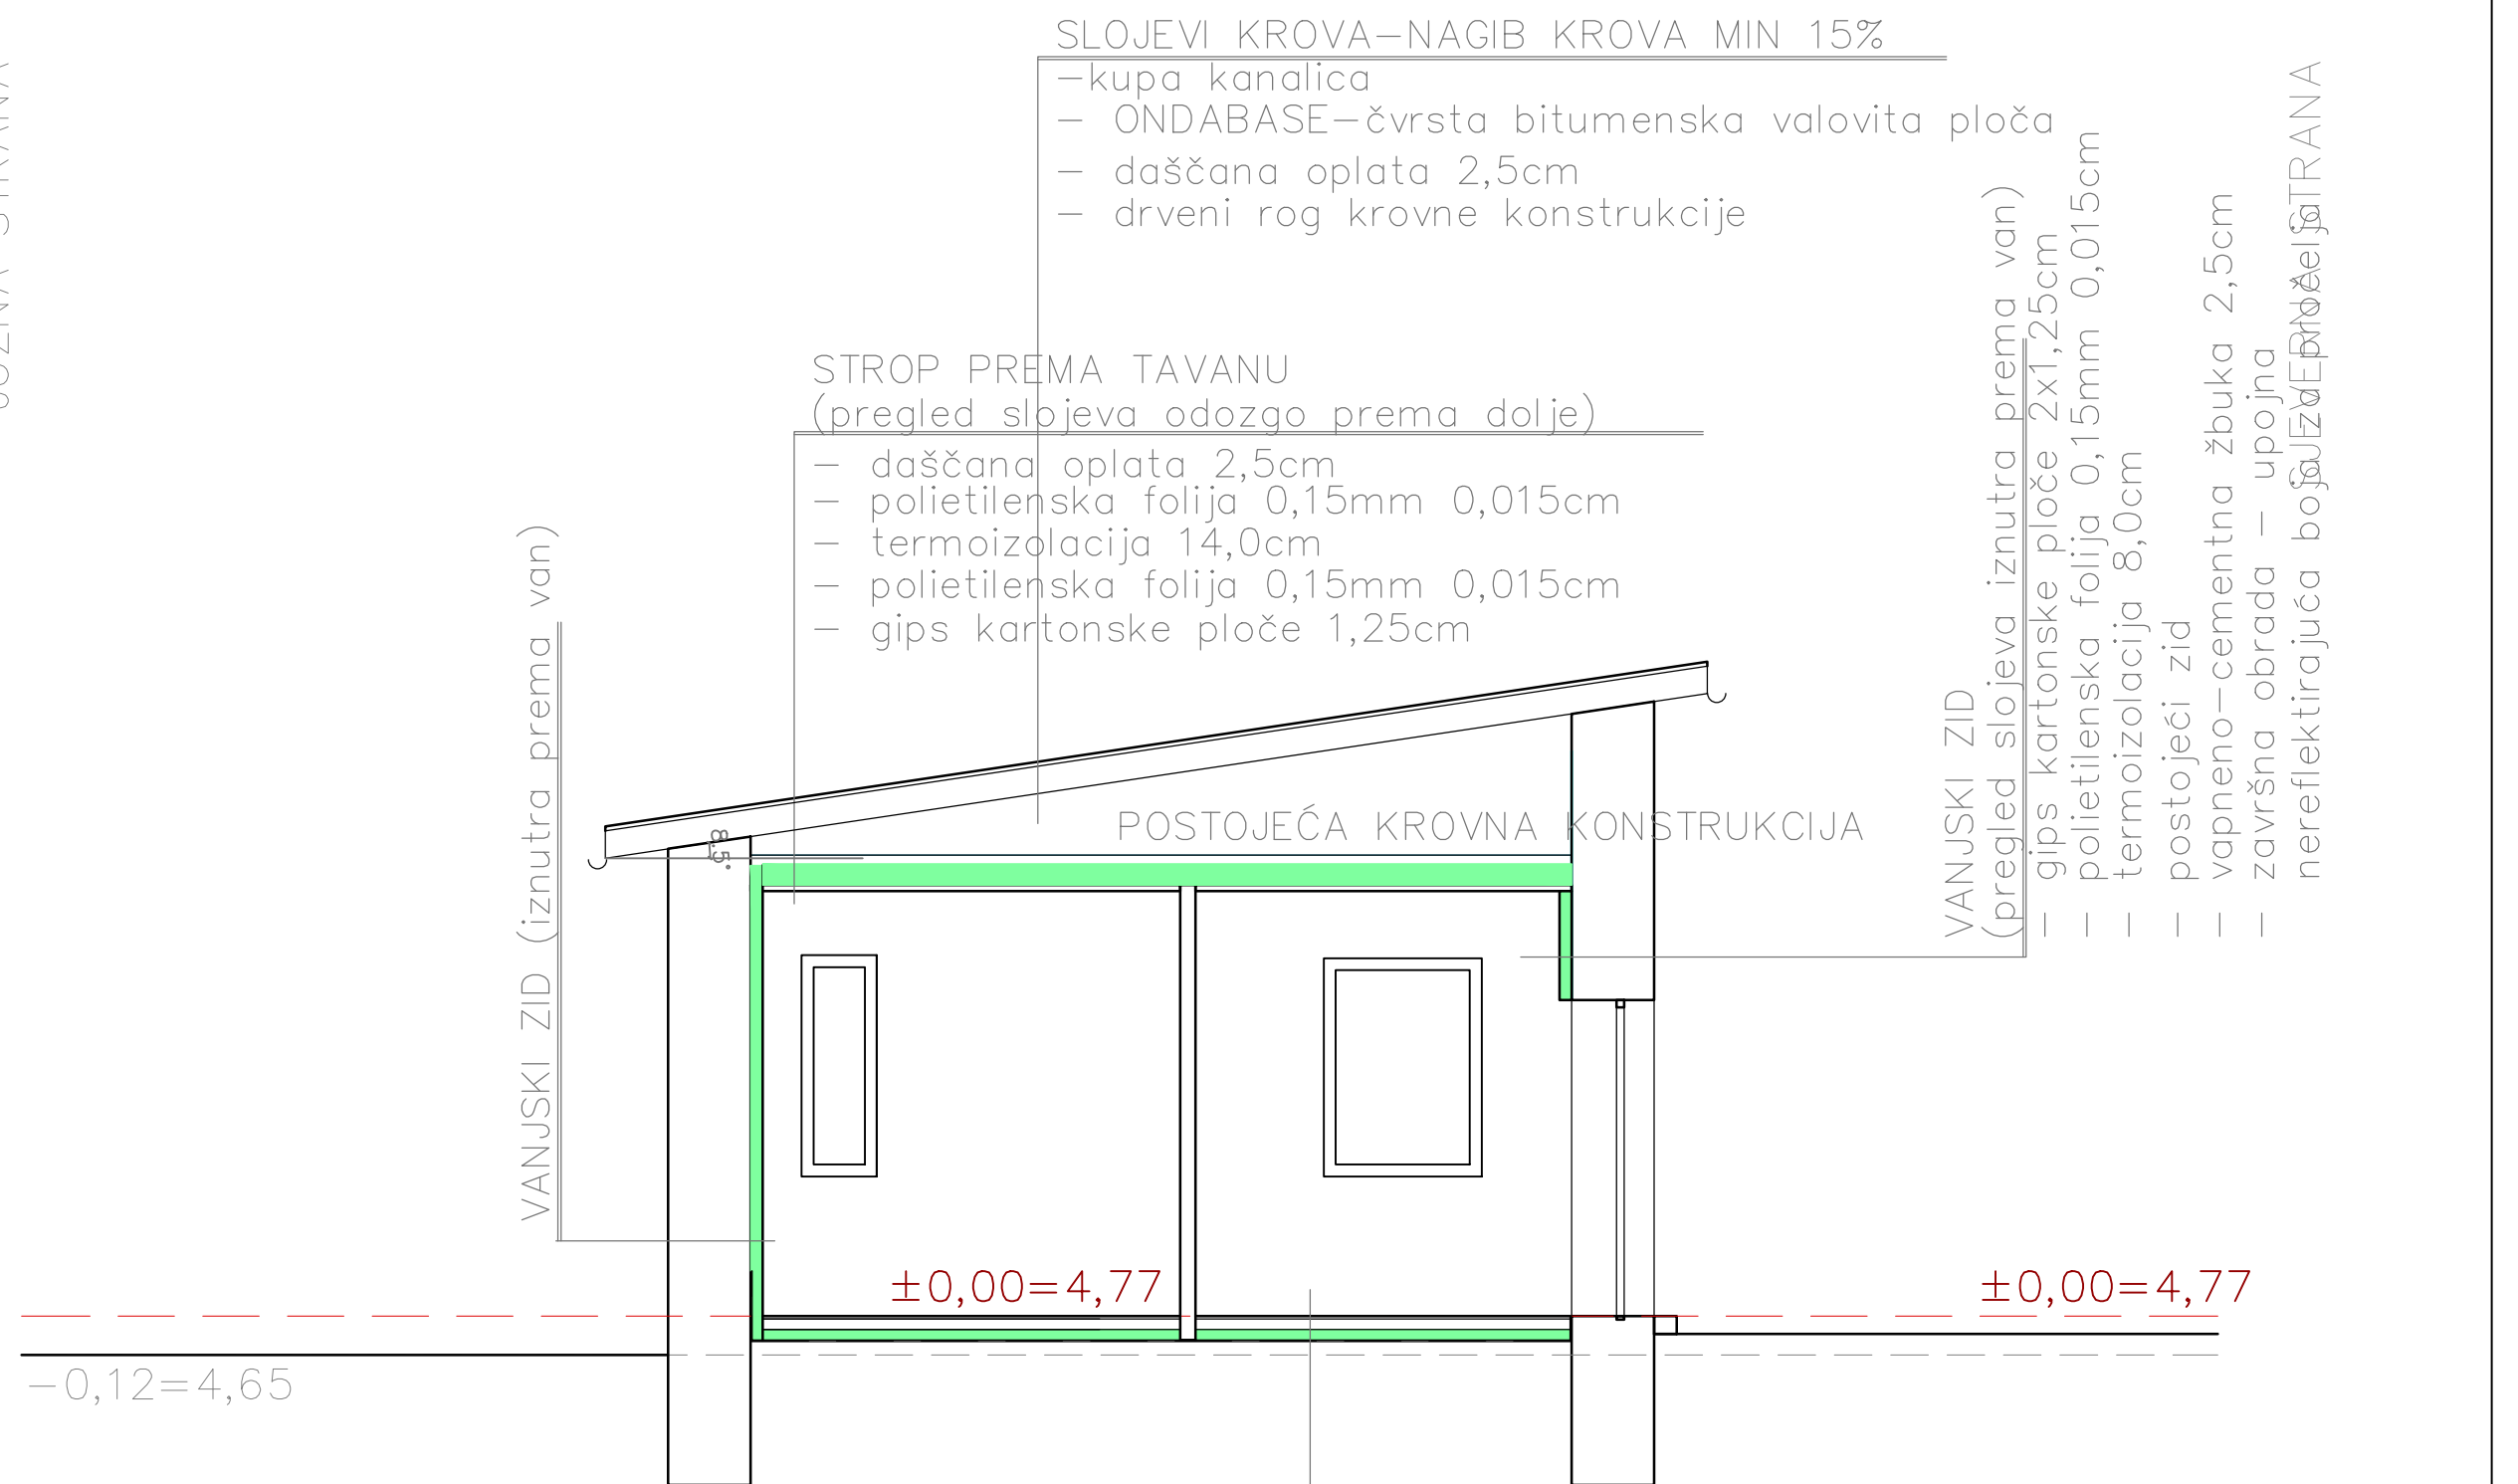 SLOJEVI KROVA-NAGIB KROVA MIN 15%
-kupa kanalica
- ONDABASE-čvrsta bitumenska valovita ploča
- daščana oplata 2,5cm
- drveni rog krovne konstrukcije
STROP PREMA TAVANU
(pregled slojeva odozgo prema dolje)
- daščana oplata 2,5cm
- polietilenska folija 0,15mm 0,015cm
- termoizolacija 14,0cm
- polietilenska folija 0,15mm 0,015cm
- gips kartonske ploče 1,25cm
POSTOJEĆA KROVNA KONSTRUKCIJA
8.5°
VANJSKI ZID (iznutra prema van)
VANJSKI ZID
(pregled slojeva iznutra prema van)
- gips kartonske ploče 2x1,25cm
- polietilenska folija 0,15mm 0,015cm
- termoizolacija 8,0cm
- postojeći zid
- vapneno-cementna žbuka 2,5cm
- završna obrada - upojna
nereflektirajuća boja za pročelja
SJEVERNA STRANA
STRANA
±0,00=4,77
±0,00=4,77
-0,12=4,65